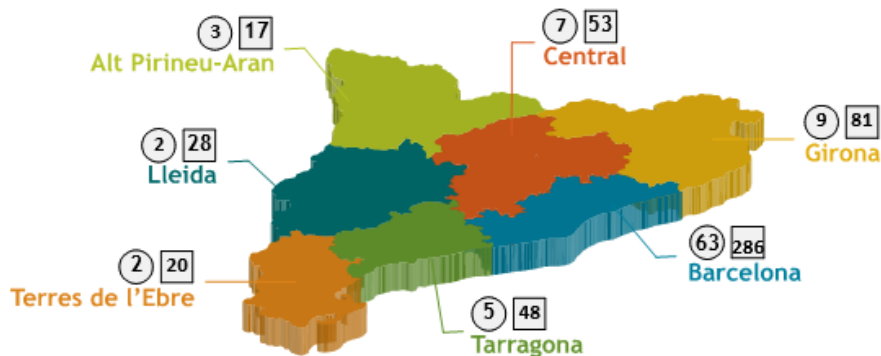 3 17
Alt Pirineu-Aran
7 53
Central
9 81
Girona
2 28
Lleida
63 286
Barcelona
2 20
Terres de l'Ebre
5 48
Tarragona